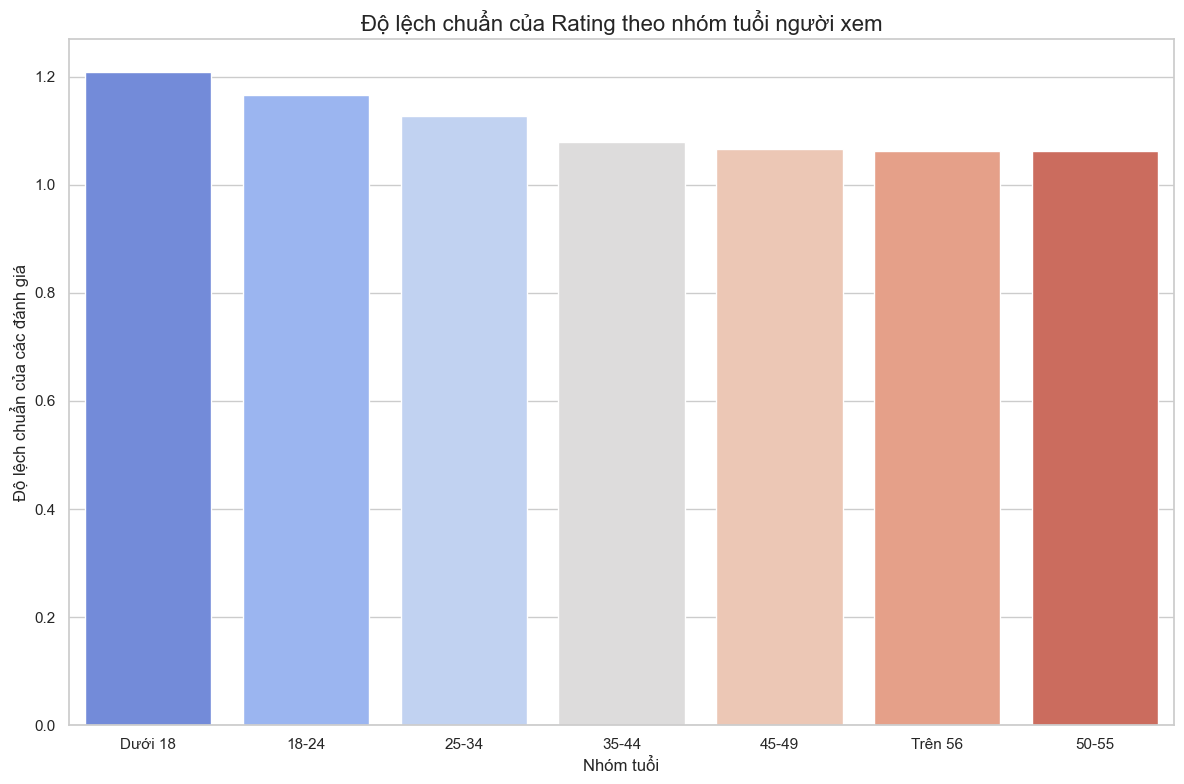 Độ lệch chuẩn của Rating theo nhóm tuổi người xem
Độ lệch chuẩn của các đánh giá
1.2
1.0
0.8
0.6
0.4
0.2
0.0
Dưới 18
18-24
25-34
35-44
45-49
Trên 56
50-55
Nhóm tuổi